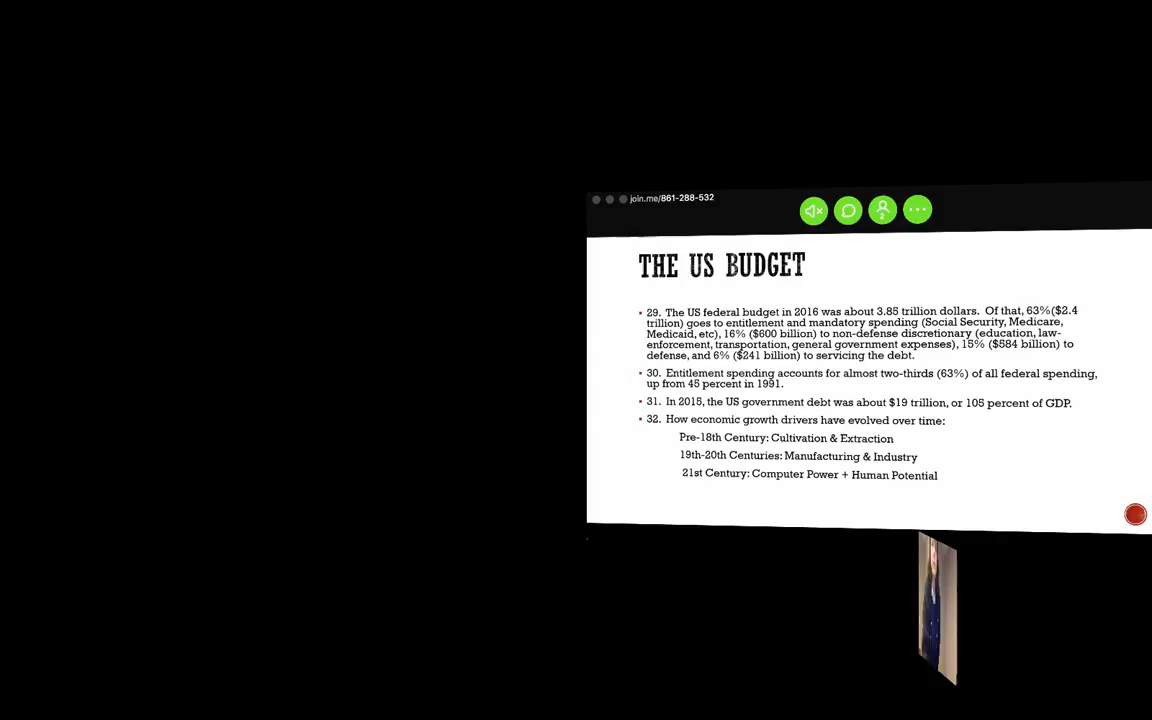 join.me/861-288-532
2
THE US BUDGET
29. The US federal budget in 2016 was about 3.85 trillion dollars. Of that, 63%($2.4
trillion) goes to entitlement and mandatory spending (Social Security, Medicare,
Medicaid, etc), 16% ($600 billion) to non-defense discretionary (education, law-
enforcement, transportation, general government expenses), 15% ($584 billion) to
defense, and 6% ($241 billion) to servicing the debt.
30. Entitlement spending accounts for almost two-thirds (63%) of all federal spending,
up from 45 percent in 1991.
31. In 2015, the US government debt was about $19 trillion, or 105 percent of GDP.
32. How economic growth drivers have evolved over time:
Pre-18th Century: Cultivation & Extraction
19th-20th Centuries: Manufacturing & Industry
21st Century: Computer Power + Human Potential